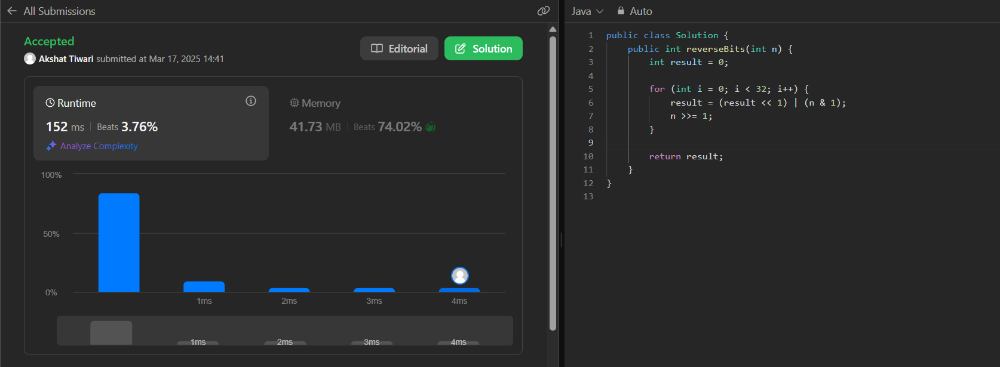 All Submissions
Accepted
Akshat Tiwari submitted at Mar 17, 2025 14:41
Editorial
Solution
Runtime
152 ms | Beats 3.76%
Analyze Complexity
Memory
41.73 MB | Beats 74.02%
100%
50%
0%
1ms 2ms 3ms 4ms
1ms 2ms 3ms 4ms
Java Auto
1 public class Solution {
2     public int reverseBits(int n) {
3         int result = 0;
4
5         for (int i = 0; i < 32; i++) {
6             result = (result << 1) | (n & 1);
7             n >>= 1;
8         }
9
10         return result;
11     }
12 }
13